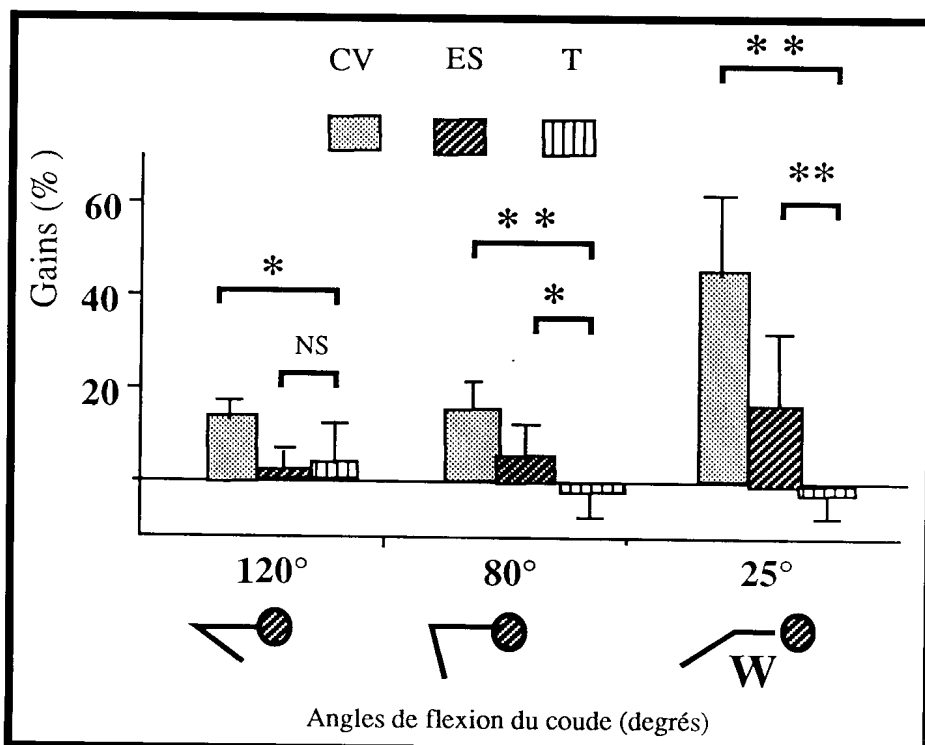 CV ES T
* *
**
* *
*
*
NS
Gains (%)
60
40
20
120° 80° 25°
W
Angles de flexion du coude (degrés)